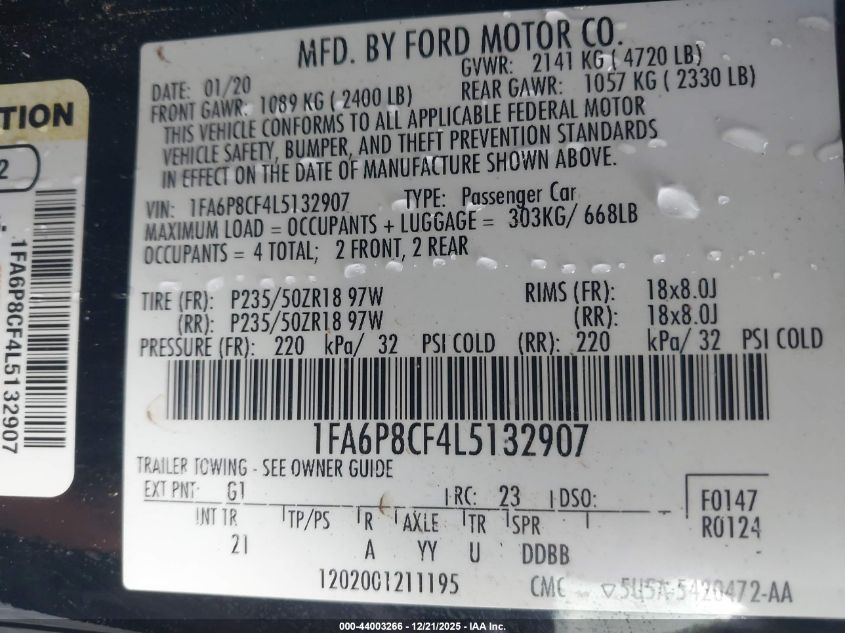 MFD. BY FORD MOTOR CO.
DATE: 01/20 GVWR: 2141 KG ( 4720 LB)
FRONT GAWR: 1089 KG ( 2400 LB) REAR GAWR: 1057 KG ( 2330 LB)
THIS VEHICLE CONFORMS TO ALL APPLICABLE FEDERAL MOTOR
VEHICLE SAFETY, BUMPER, AND THEFT PREVENTION STANDARDS
IN EFFECT ON THE DATE OF MANUFACTURE SHOWN ABOVE.
VIN: 1FA6P8CF4L5132907 TYPE: Passenger Car
MAXIMUM LOAD = OCCUPANTS + LUGGAGE = 303KG/ 668LB
OCCUPANTS = 4 TOTAL; 2 FRONT, 2 REAR
TIRE (FR): P235/50ZR18 97W RIMS (FR): 18x8.0J
(RR): P235/50ZR18 97W (RR): 18x8.0J
PRESSURE (FR): 220 kPa/ 32 PSI COLD (RR): 220 kPa/ 32 PSI COLD
1FA6P8CF4L5132907
TRAILER TOWING - SEE OWNER GUIDE
EXT PNT: G1 RC: 23 DSO: F0147
INT TR TP/PS R AXLE TR SPR R0124
21 A YY U DDBB
1202001211195 CMC 5U5A-5420472-AA
TION
2
1FA6P8CF4L5132907
000-44003266 - 12/21/2025 - IAA Inc.